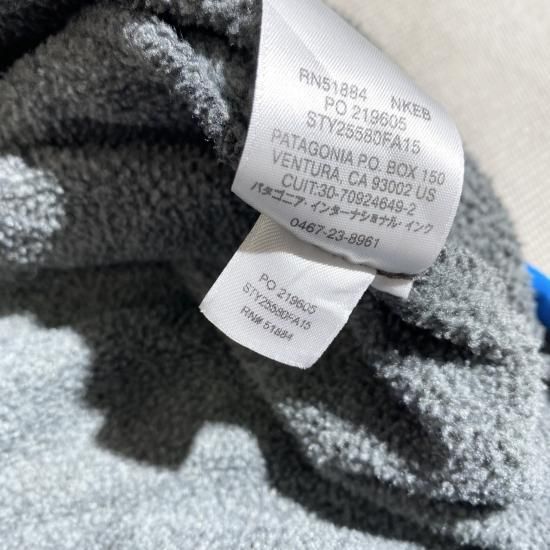 RN51884 NKEB
PO 219605
STY25580FA15
PATAGONIA PO. BOX 150
VENTURA, CA 93002 US
CUIT:30-70924649-2
パタゴニア・インターナショナル・インク
0467-23-8961
PO 219605
STY25580FA15
RN# 51884